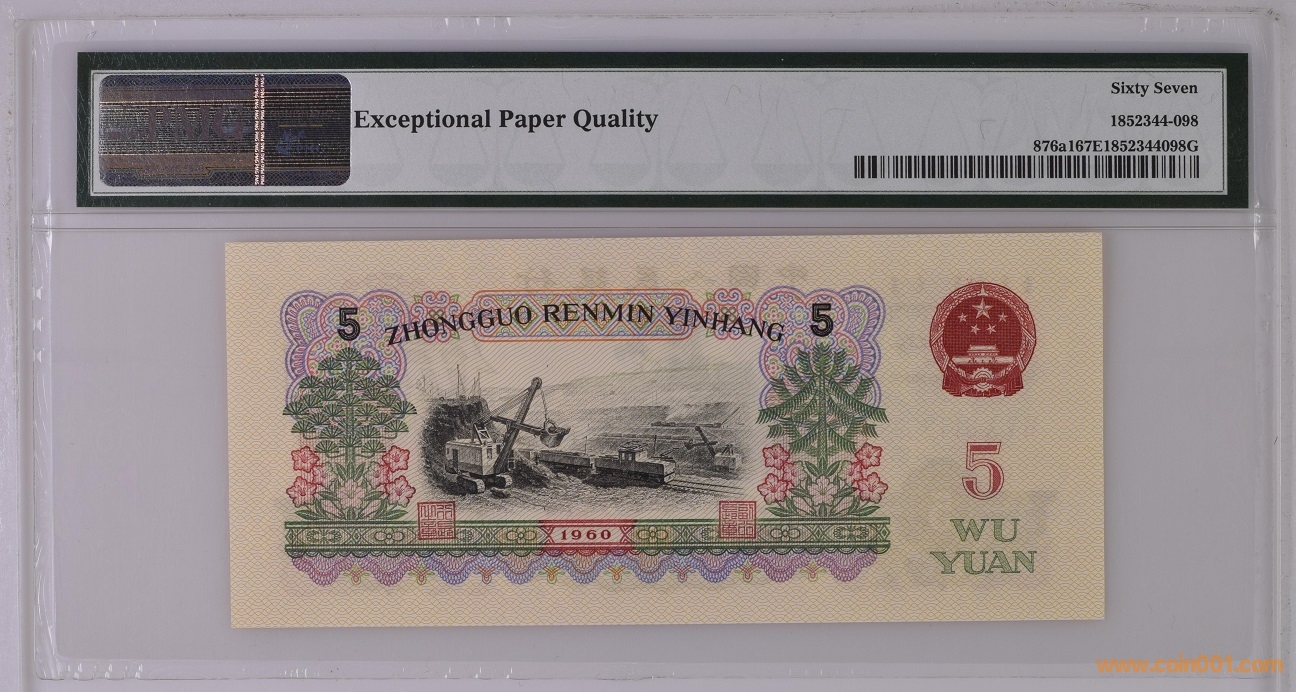 Sixty Seven
Exceptional Paper Quality
1852344-098
876a167E1852344098G
5
ZHONGGUO RENMIN YINHANG
5
5
1960
WU
YUAN
www.coin001.com